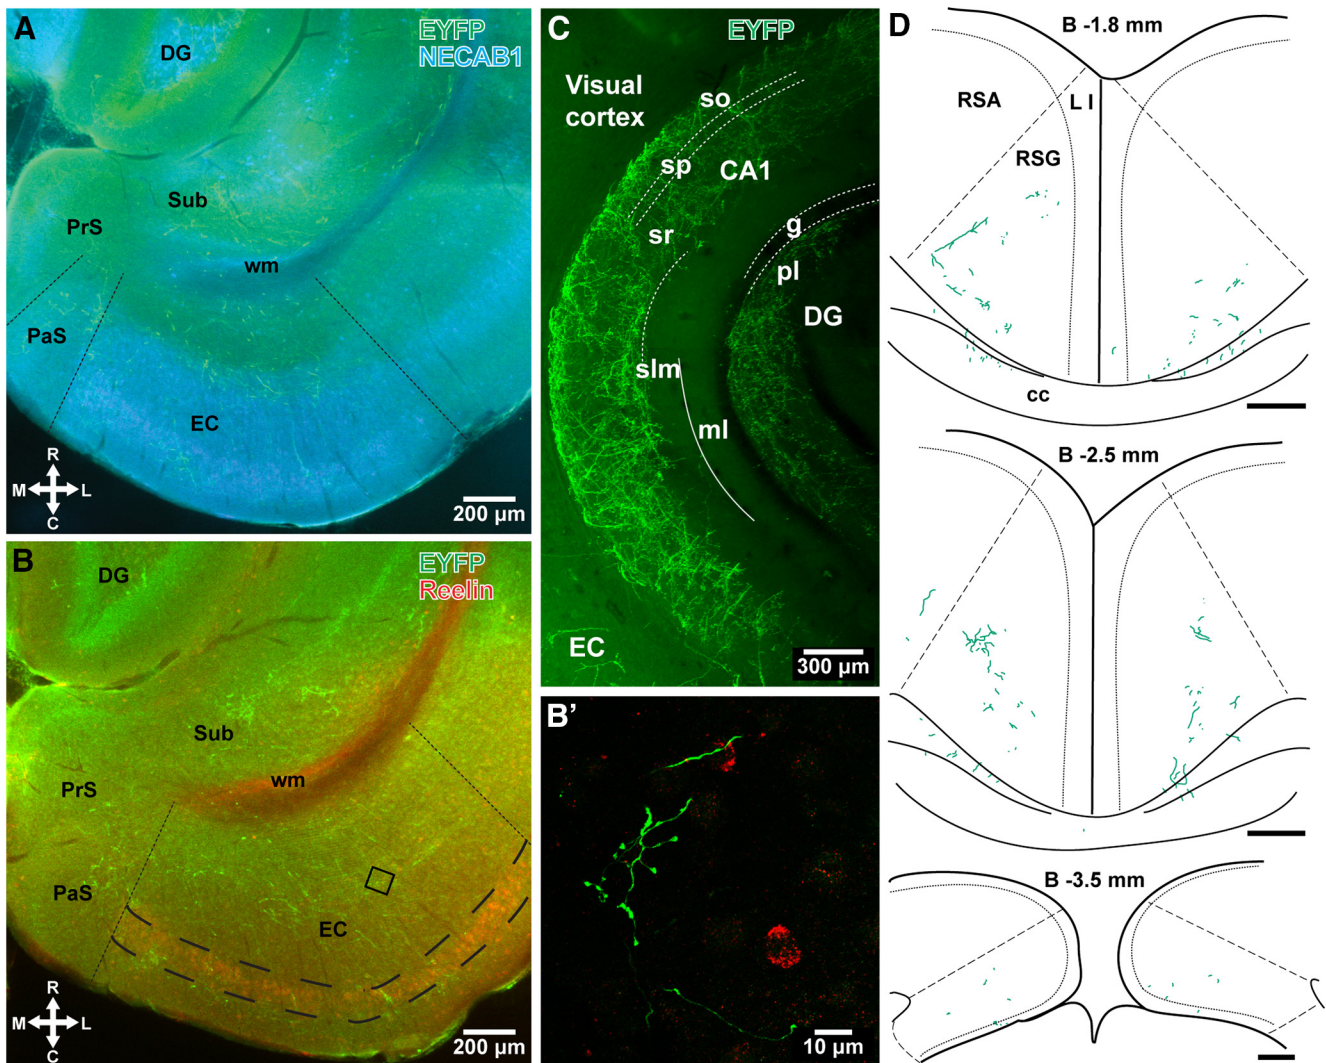 A
EYFP
NECAB1
DG
Sub
PrS
wm
PaS
EC
R
M
L
C
200 µm
B
EYFP
Reelin
DG
Sub
wm
PrS
PaS
EC
R
M
L
C
200 µm
C
EYFP
Visual
cortex
so
sp
CA1
sr
g
pl
DG
slm
ml
EC
300 µm
B’
10 µm
D
B -1.8 mm
RSA
L I
RSG
cc
B -2.5 mm
B -3.5 mm